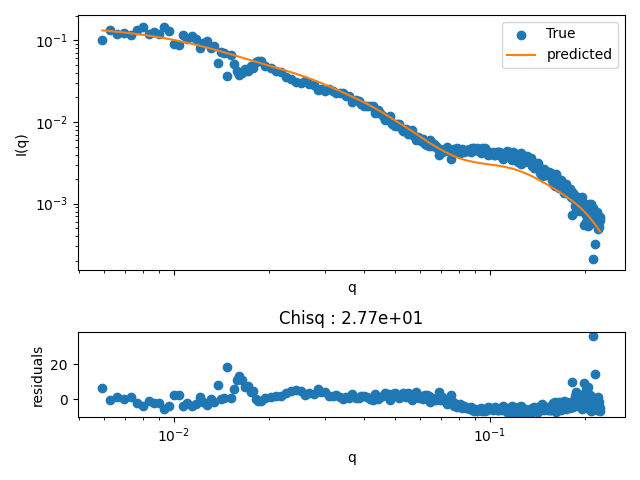 True
predicted
I(q)
10⁻¹
10⁻²
10⁻³
q
Chisq : 2.77e+01
residuals
20
0
10⁻²
10⁻¹
q